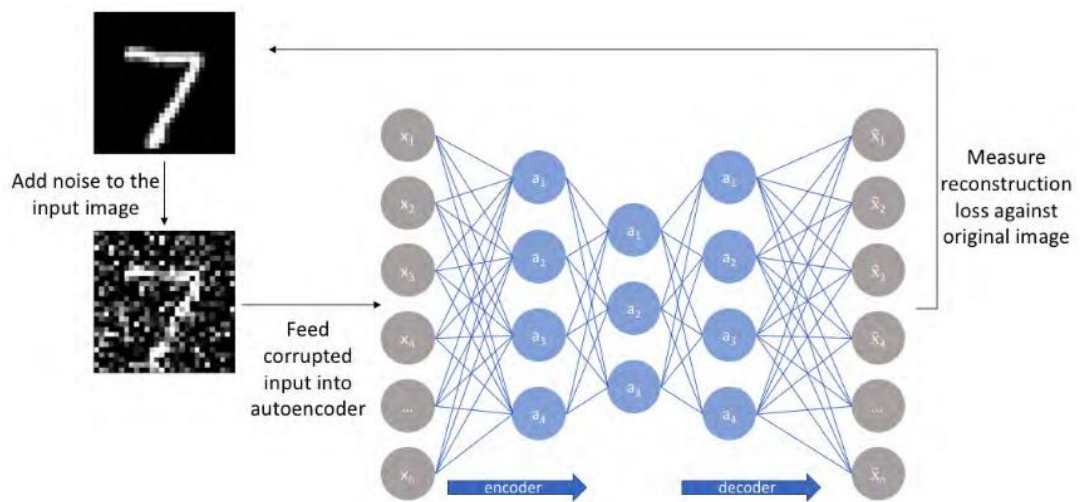 Add noise to the
input image
Feed
corrupted
input into
autoencoder
x₁
x₂
x₃
x₄
...
xₙ
a₁
a₂
a₃
a₄
a₁
a₂
a₃
a₁
a₂
a₃
a₄
x̂₁
x̂₂
x̂₃
x̂₄
...
x̂ₙ
encoder
decoder
Measure
reconstruction
loss against
original image